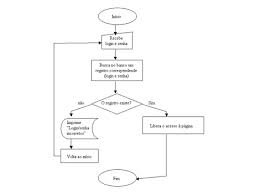 Início
Recebe
login e senha
Busca no banco um
registro correspondende
(login e senha)
não
O registro existe?
Sim
Imprime
"Login/senha
incorretos"
Libera o acesso à página
Volta ao início
Fim